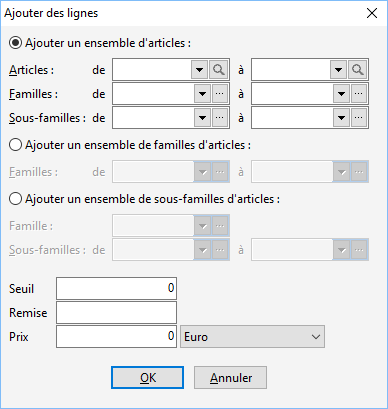 Ajouter des lignes
Ajouter un ensemble d'articles :
Articles : de à
Familles : de ... à ...
Sous-familles : de ... à ...
Ajouter un ensemble de familles d'articles :
Familles : de ... à ...
Ajouter un ensemble de sous-familles d'articles :
Famille : ...
Sous-familles : de ... à ...
Seuil 0
Remise
Prix 0 Euro
OK Annuler